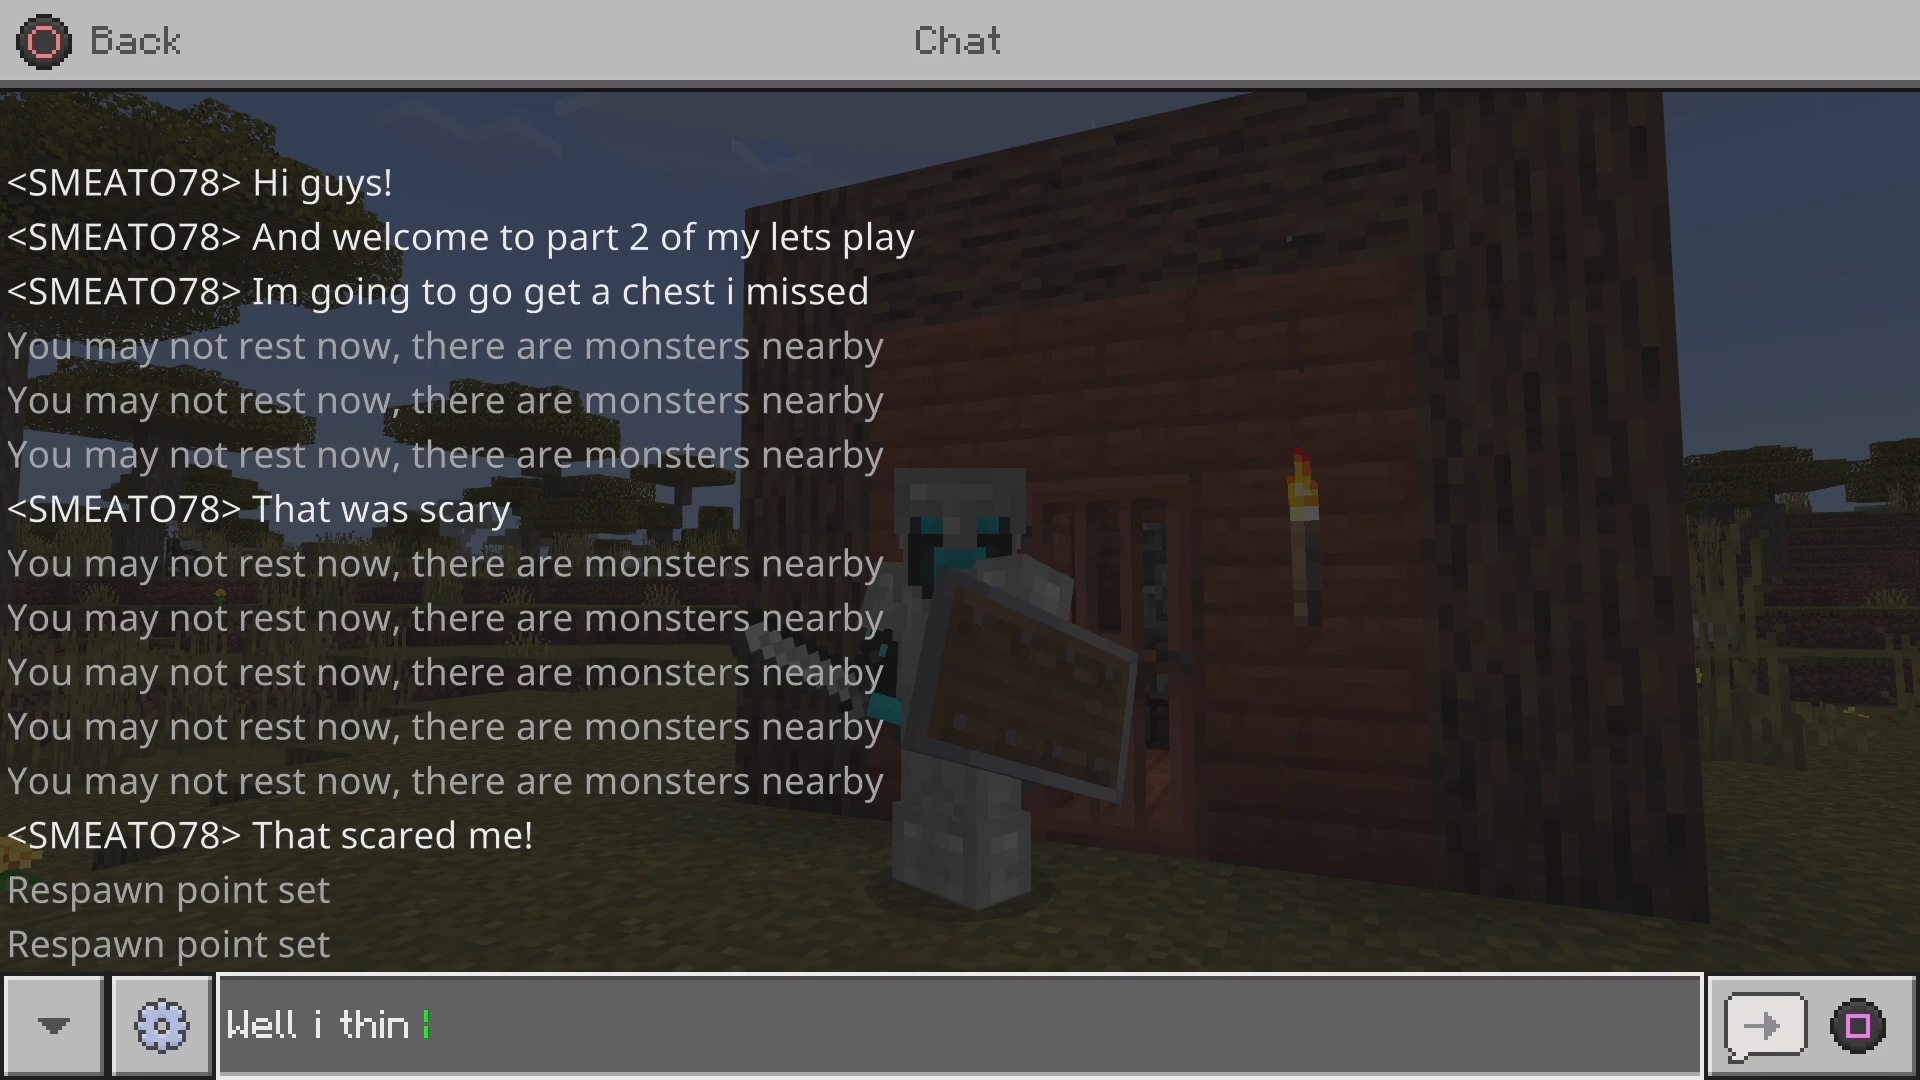 Back
Chat
<SMEATO78> Hi guys!
<SMEATO78> And welcome to part 2 of my lets play
<SMEATO78> Im going to go get a chest i missed
You may not rest now, there are monsters nearby
You may not rest now, there are monsters nearby
You may not rest now, there are monsters nearby
<SMEATO78> That was scary
You may not rest now, there are monsters nearby
You may not rest now, there are monsters nearby
You may not rest now, there are monsters nearby
You may not rest now, there are monsters nearby
You may not rest now, there are monsters nearby
<SMEATO78> That scared me!
Respawn point set
Respawn point set
Well i thin